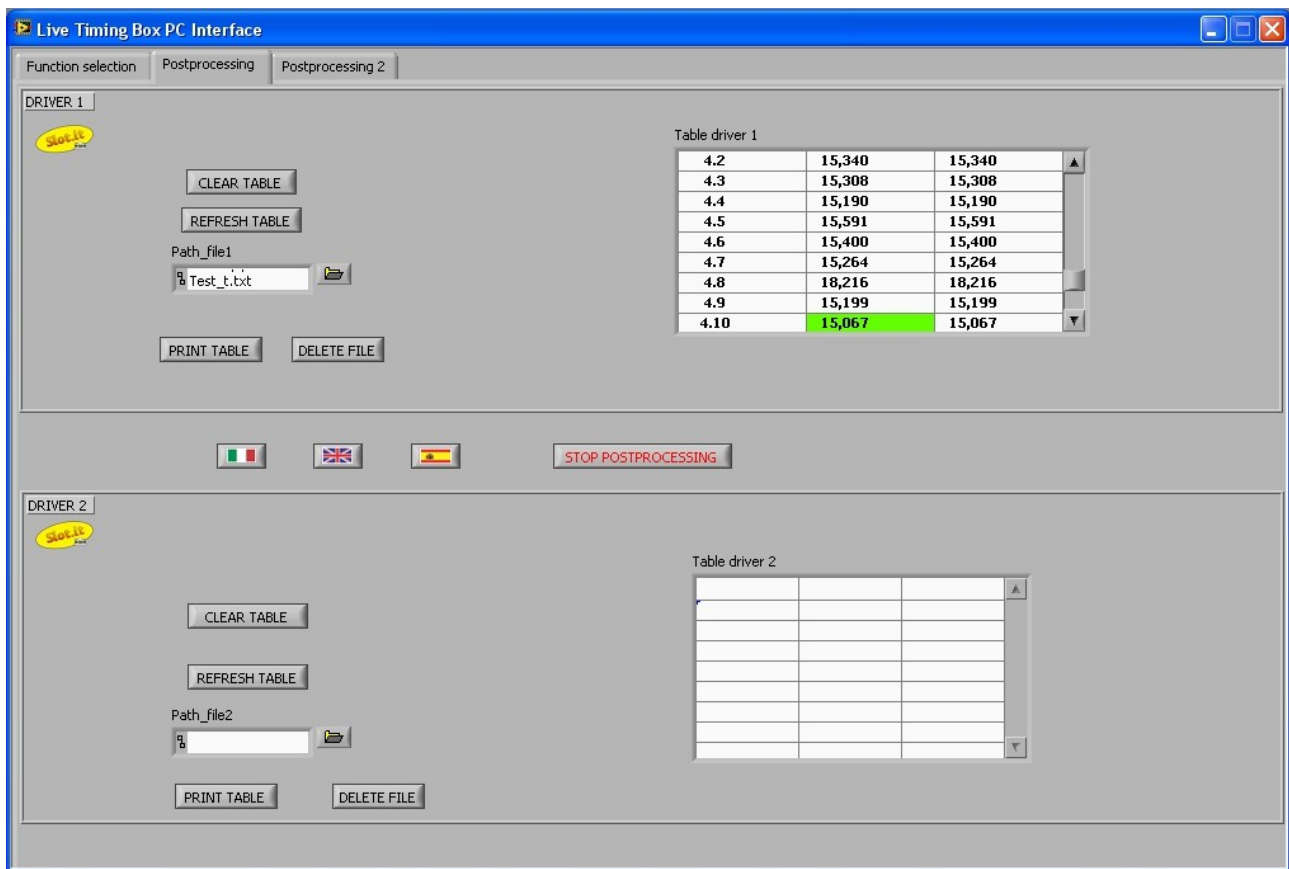 Live Timing Box PC Interface
Function selection Postprocessing Postprocessing 2
DRIVER 1
Slot.it
CLEAR TABLE
REFRESH TABLE
Path_file1
Test_t.txt
PRINT TABLE DELETE FILE
Table driver 1
4.2 15,340 15,340
4.3 15,308 15,308
4.4 15,190 15,190
4.5 15,591 15,591
4.6 15,400 15,400
4.7 15,264 15,264
4.8 18,216 18,216
4.9 15,199 15,199
4.10 15,067 15,067
STOP POSTPROCESSING
DRIVER 2
Slot.it
CLEAR TABLE
REFRESH TABLE
Path_file2
PRINT TABLE DELETE FILE
Table driver 2